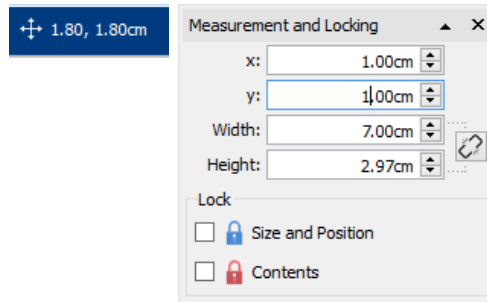 1.80, 1.80cm
Measurement and Locking
x: 1.00cm
y: 1.00cm
Width: 7.00cm
Height: 2.97cm
Lock
Size and Position
Contents